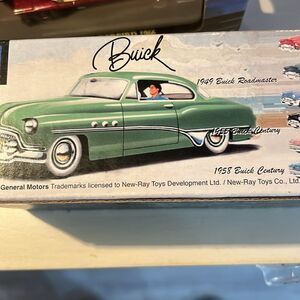 Buick
1949 Buick Roadmaster
Buick Century
1958 Buick Century
General Motors Trademarks licensed to New-Ray Toys Development Ltd. / New-Ray Toys Co., Ltd.